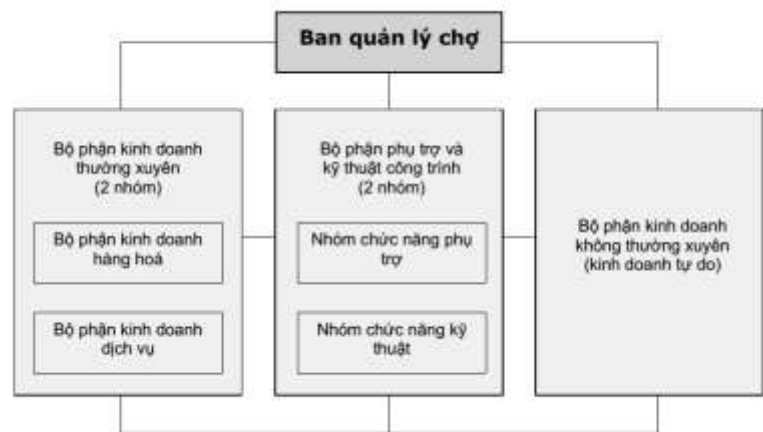 Ban quản lý chợ
Bộ phận kinh doanh
thường xuyên
(2 nhóm)
Bộ phận kinh doanh
hàng hoá
Bộ phận kinh doanh
dịch vụ
Bộ phận phụ trợ và
kỹ thuật công trình
(2 nhóm)
Nhóm chức năng phụ
trợ
Nhóm chức năng kỹ
thuật
Bộ phận kinh doanh
không thường xuyên
(kinh doanh tự do)